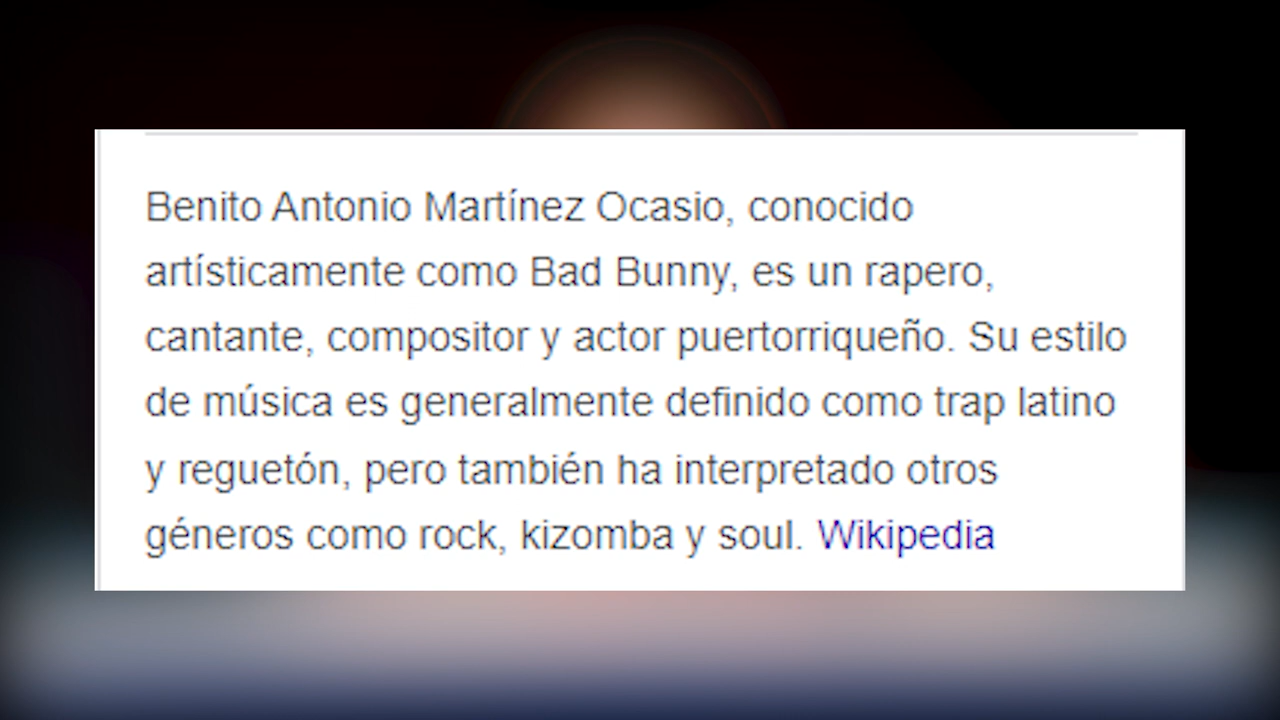 Benito Antonio Martínez Ocasio, conocido
artísticamente como Bad Bunny, es un rapero,
cantante, compositor y actor puertorriqueño. Su estilo
de música es generalmente definido como trap latino
y reguetón, pero también ha interpretado otros
géneros como rock, kizomba y soul. Wikipedia